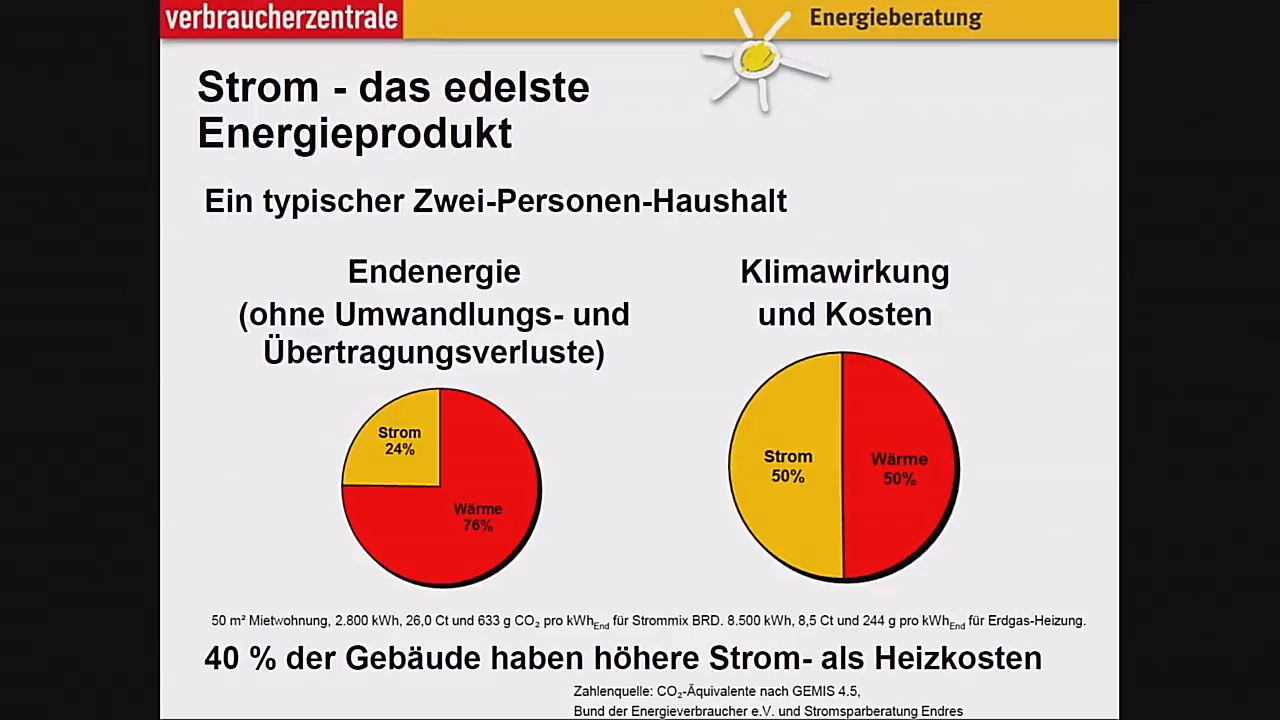 verbraucherzentrale
Energieberatung
Strom - das edelste
Energieprodukt
Ein typischer Zwei-Personen-Haushalt
Endenergie
(ohne Umwandlungs- und
Übertragungsverluste)
Strom
24%
Wärme
76%
Klimawirkung
und Kosten
Strom
50%
Wärme
50%
50 m² Mietwohnung, 2.800 kWh, 26,0 Ct und 633 g CO₂ pro kWhEnd für Strommix BRD. 8.500 kWh, 8,5 Ct und 244 g pro kWhEnd für Erdgas-Heizung.
40 % der Gebäude haben höhere Strom- als Heizkosten
Zahlenquelle: CO₂-Äquivalente nach GEMIS 4.5,
Bund der Energieverbraucher e.V. und Stromsparberatung Endres